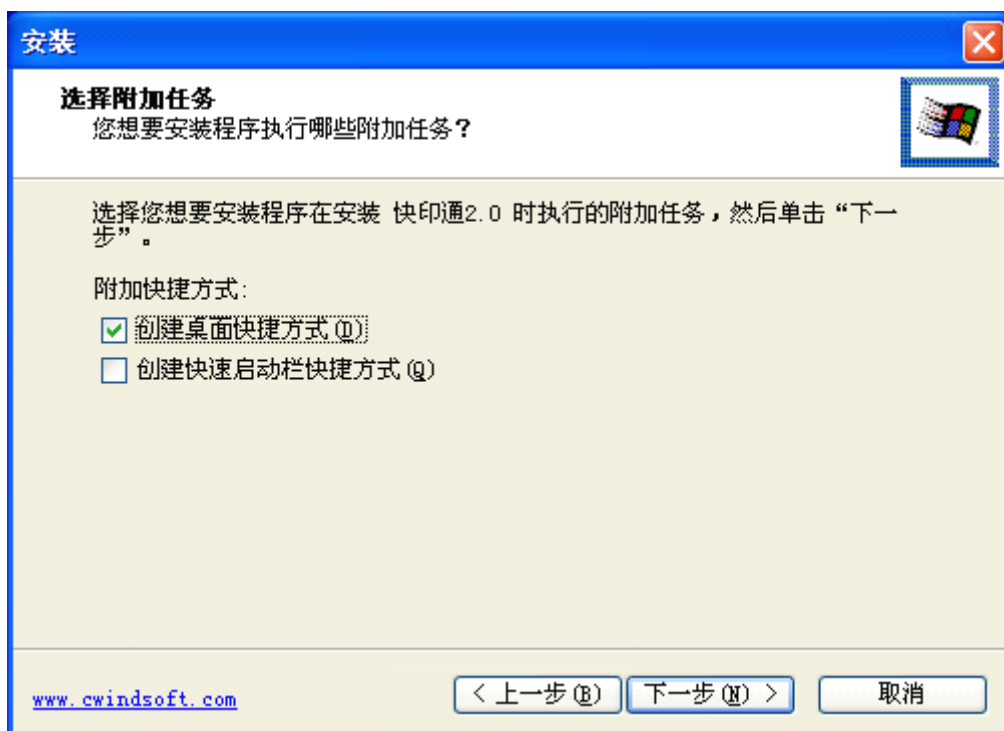 安装
选择附加任务
您想要安装程序执行哪些附加任务？
选择您想要安装程序在安装 快印通2.0 时执行的附加任务，然后单击“下一
步”。
附加快捷方式:
创建桌面快捷方式(D)
创建快速启动栏快捷方式(Q)
www.cwindsoft.com
< 上一步(B) 下一步(N) > 取消